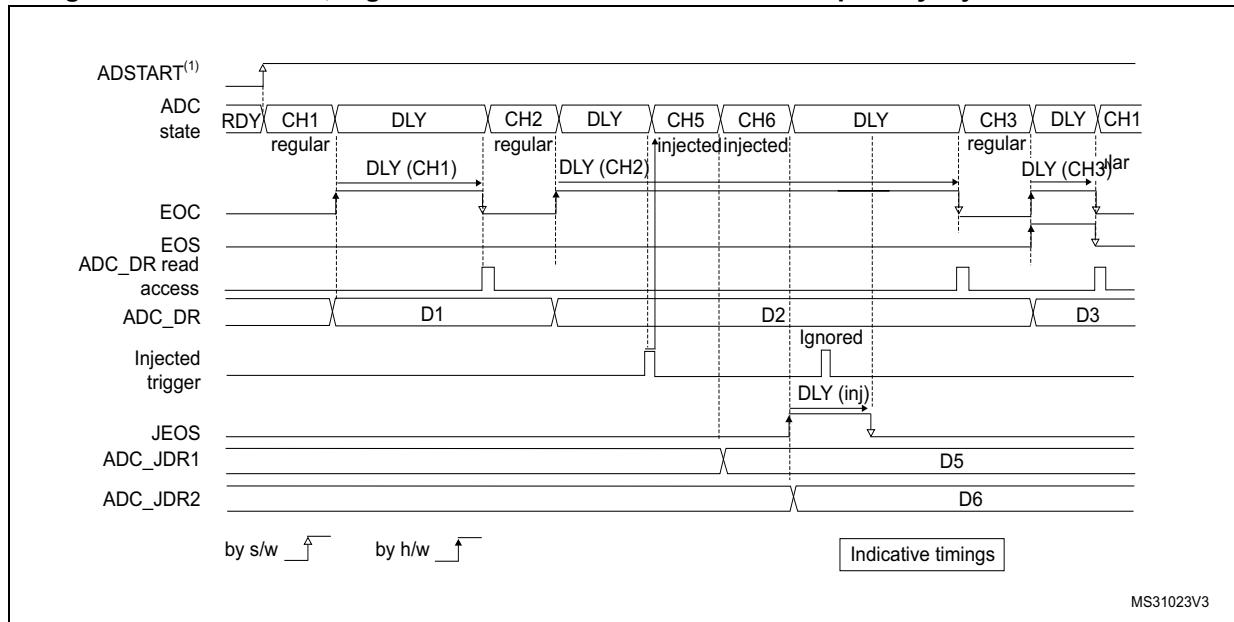 ADSTART(1)
ADC state
RDY CH1 DLY CH2 DLY CH5 CH6 DLY CH3 DLY CH1
regular regular injected injected regular lar
DLY (CH1) DLY (CH2) DLY (CH3)
EOC
EOS
ADC_DR read access
ADC_DR D1 D2 D3
Ignored
Injected trigger
DLY (inj)
JEOS
ADC_JDR1 D5
ADC_JDR2 D6
by s/w by h/w Indicative timings
MS31023V3